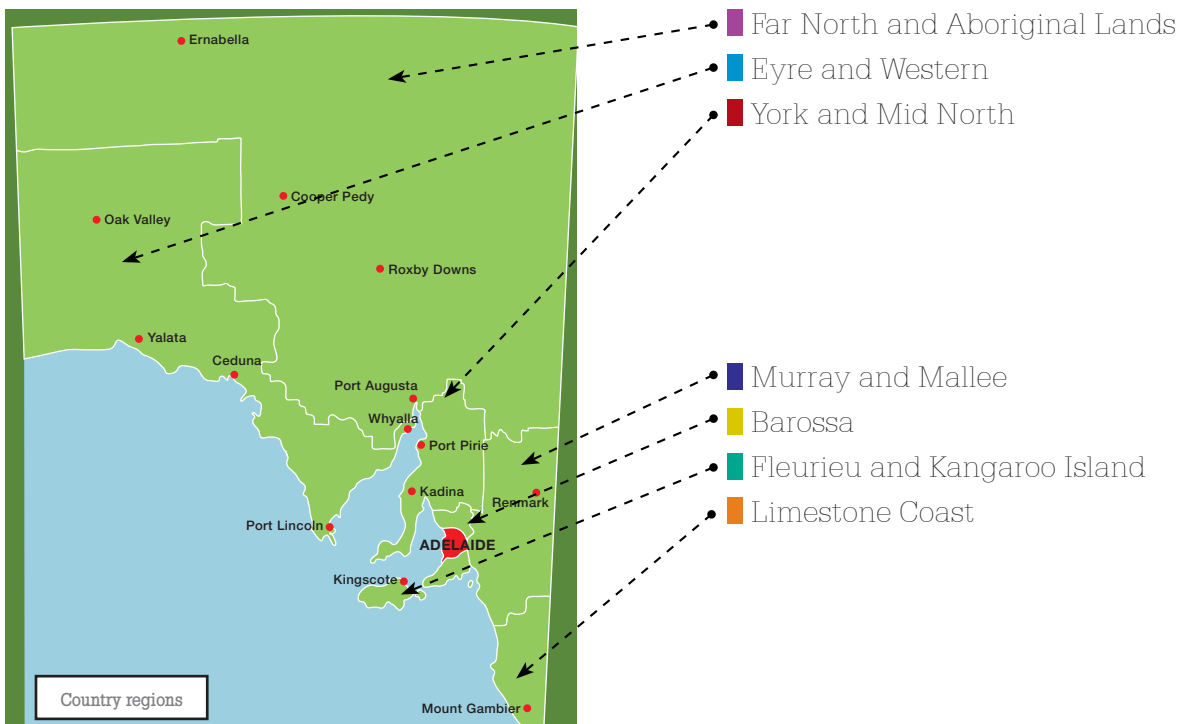 Far North and Aboriginal Lands
Eyre and Western
York and Mid North
Ernabella
Cooper Pedy
Oak Valley
Roxby Downs
Yalata
Ceduna
Port Augusta
Whyalla
Port Pirie
Kadina
Renmark
Port Lincoln
ADELAIDE
Kingscote
Mount Gambier
Murray and Mallee
Barossa
Fleurieu and Kangaroo Island
Limestone Coast
Country regions